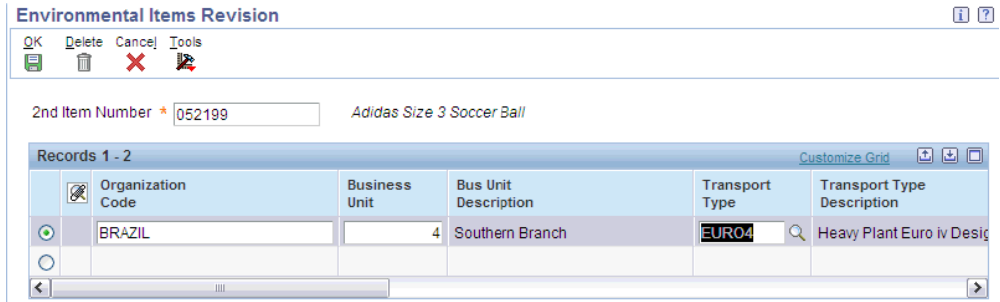 Environmental Items Revision
OK Delete Cancel Tools
2nd Item Number * 052199 Adidas Size 3 Soccer Ball
Records 1 - 2 Customize Grid
Organization Code Business Unit Bus Unit Description Transport Type Transport Type Description
BRAZIL 4 Southern Branch EURO4 Heavy Plant Euro iv Desig